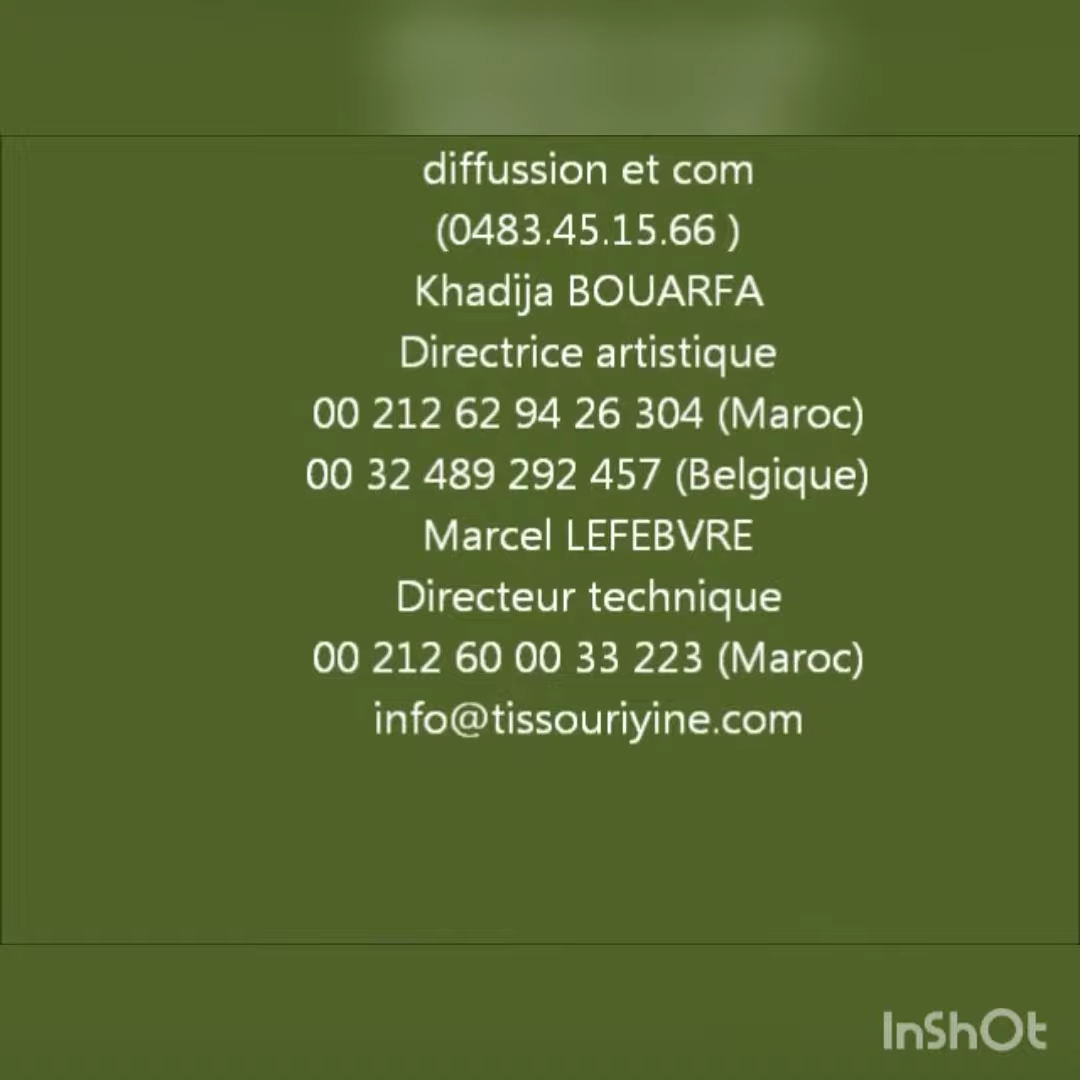 diffussion et com
(0483.45.15.66 )
Khadija BOUARFA
Directrice artistique
00 212 62 94 26 304 (Maroc)
00 32 489 292 457 (Belgique)
Marcel LEFEBVRE
Directeur technique
00 212 60 00 33 223 (Maroc)
info@tissouriyine.com
InShOt